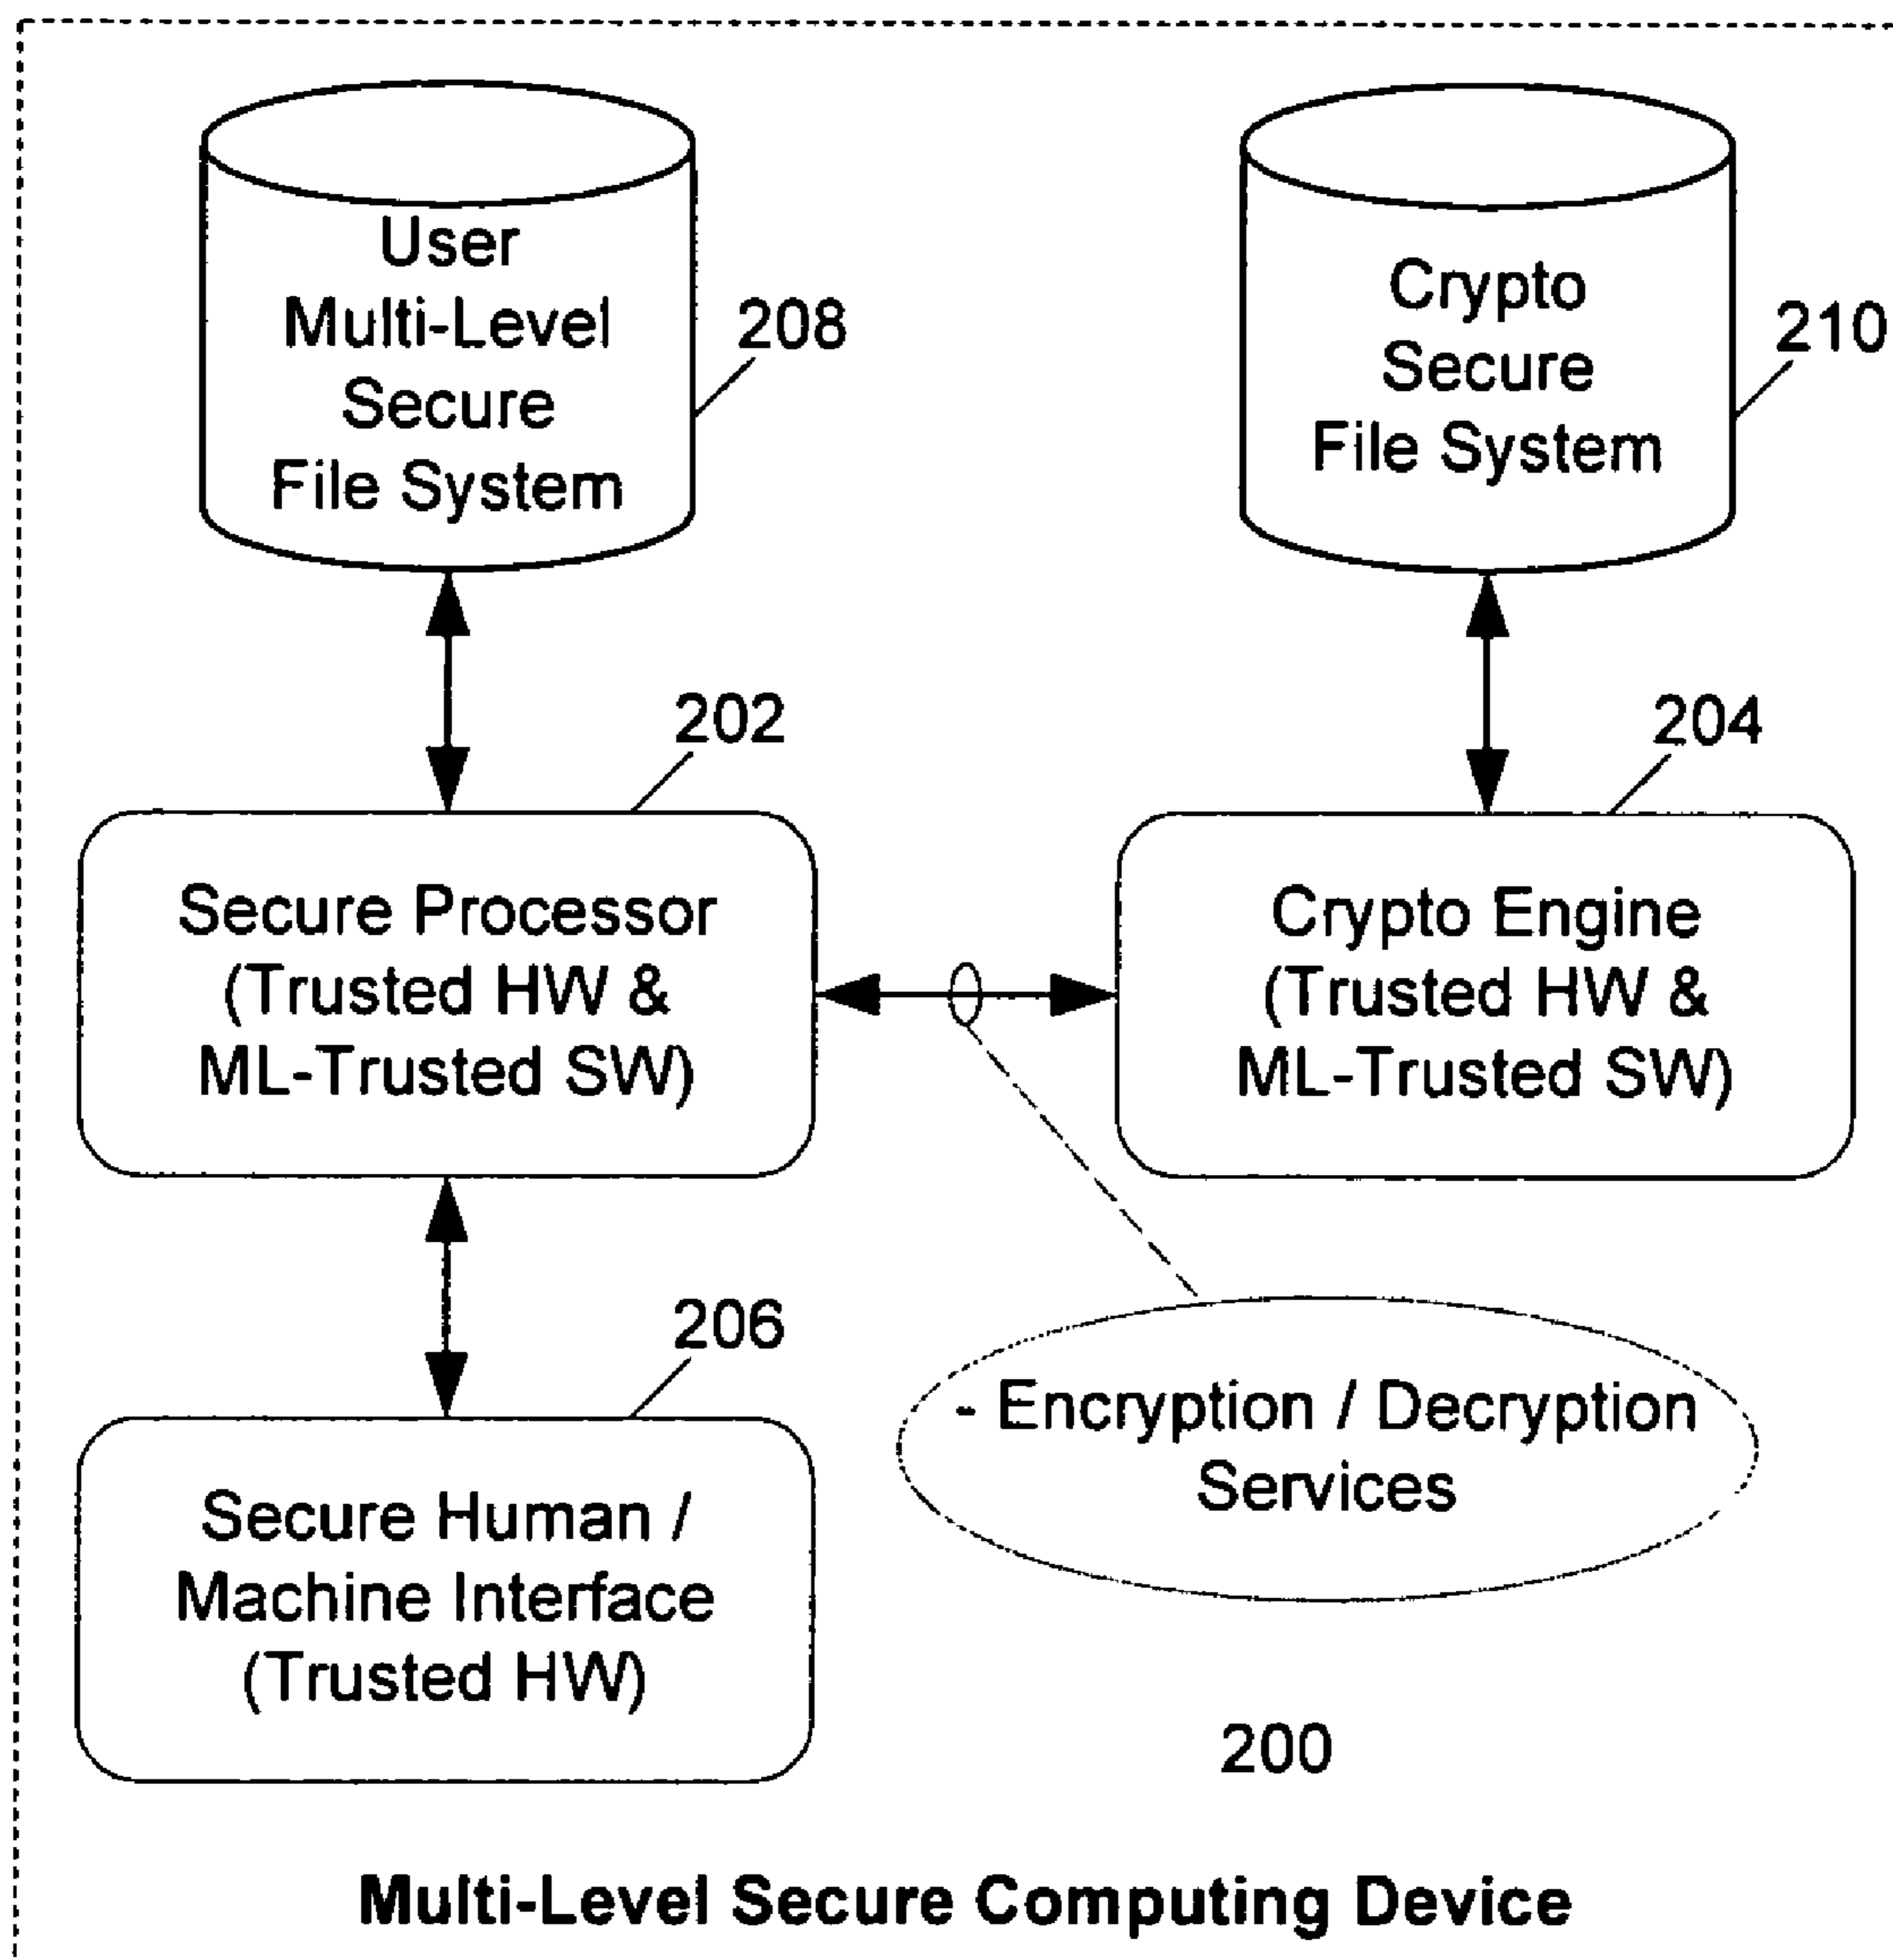 User
Multi-Level
Secure
File System
208
Crypto
Secure
File System
210
202
204
Secure Processor
(Trusted HW &
ML-Trusted SW)
Crypto Engine
(Trusted HW &
ML-Trusted SW)
206
- Encryption / Decryption
Services
Secure Human /
Machine Interface
(Trusted HW)
200
Multi-Level Secure Computing Device